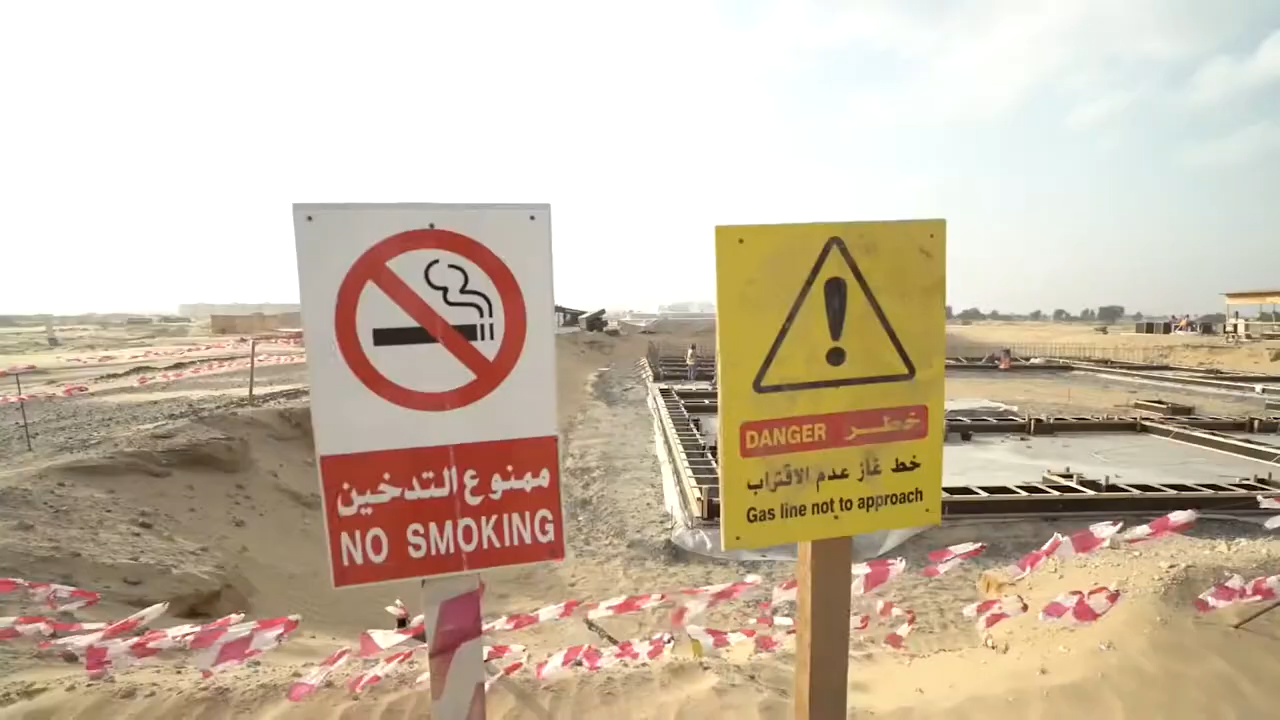 ممنوع التدخين
NO SMOKING
DANGER خطر
خط غاز عدم الاقتراب
Gas line not to approach